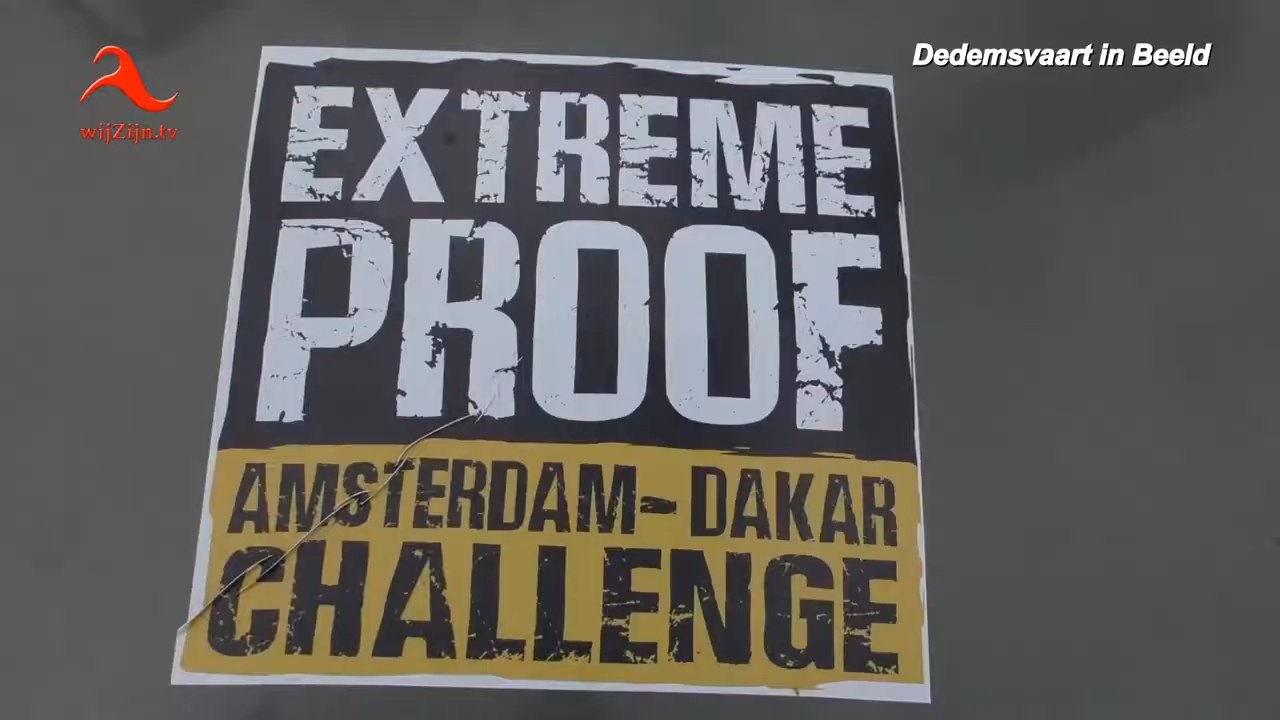 wijZijn.tv
Dedemsvaart in Beeld
EXTREME
PROOF
AMSTERDAM-DAKAR
CHALLENGE